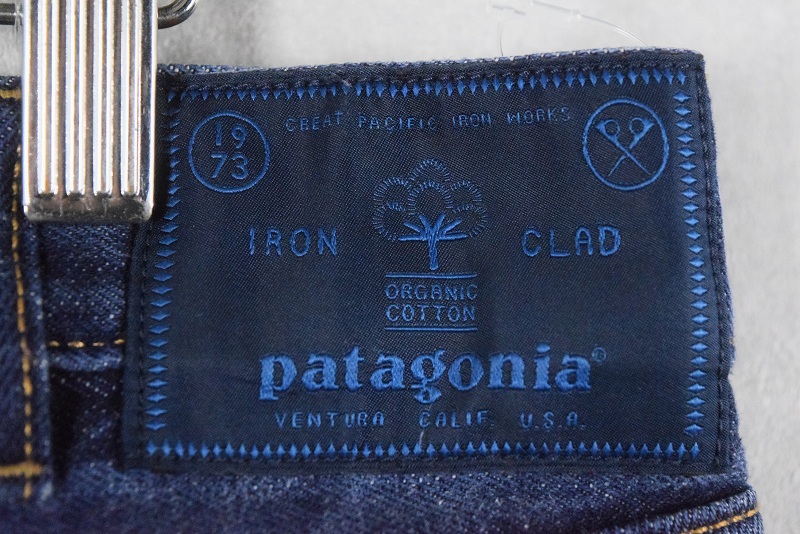 19
73
GREAT PACIFIC IRON WORKS
IRON CLAD
ORGANIC
COTTON
patagonia®
VENTURA CALIF. U.S.A.